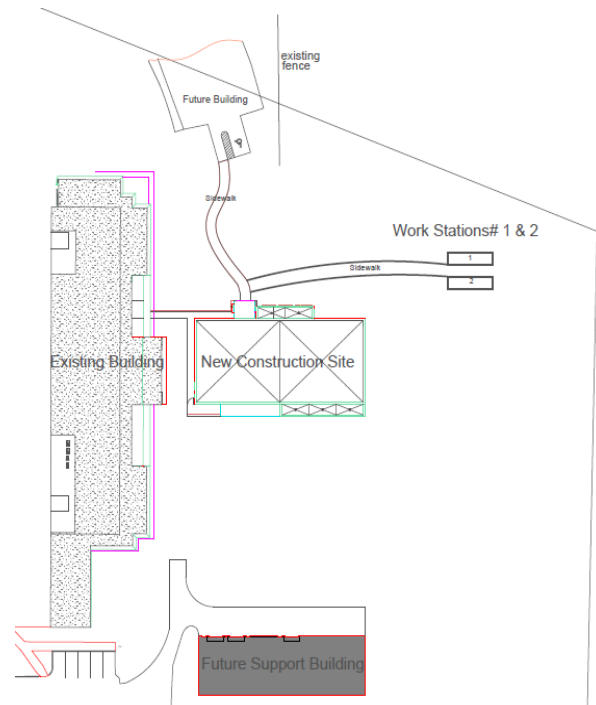 existing
fence
Future Building
Sidewalk
Work Stations# 1 & 2
1
Sidewalk
2
Existing Building
New Construction Site
Future Support Building